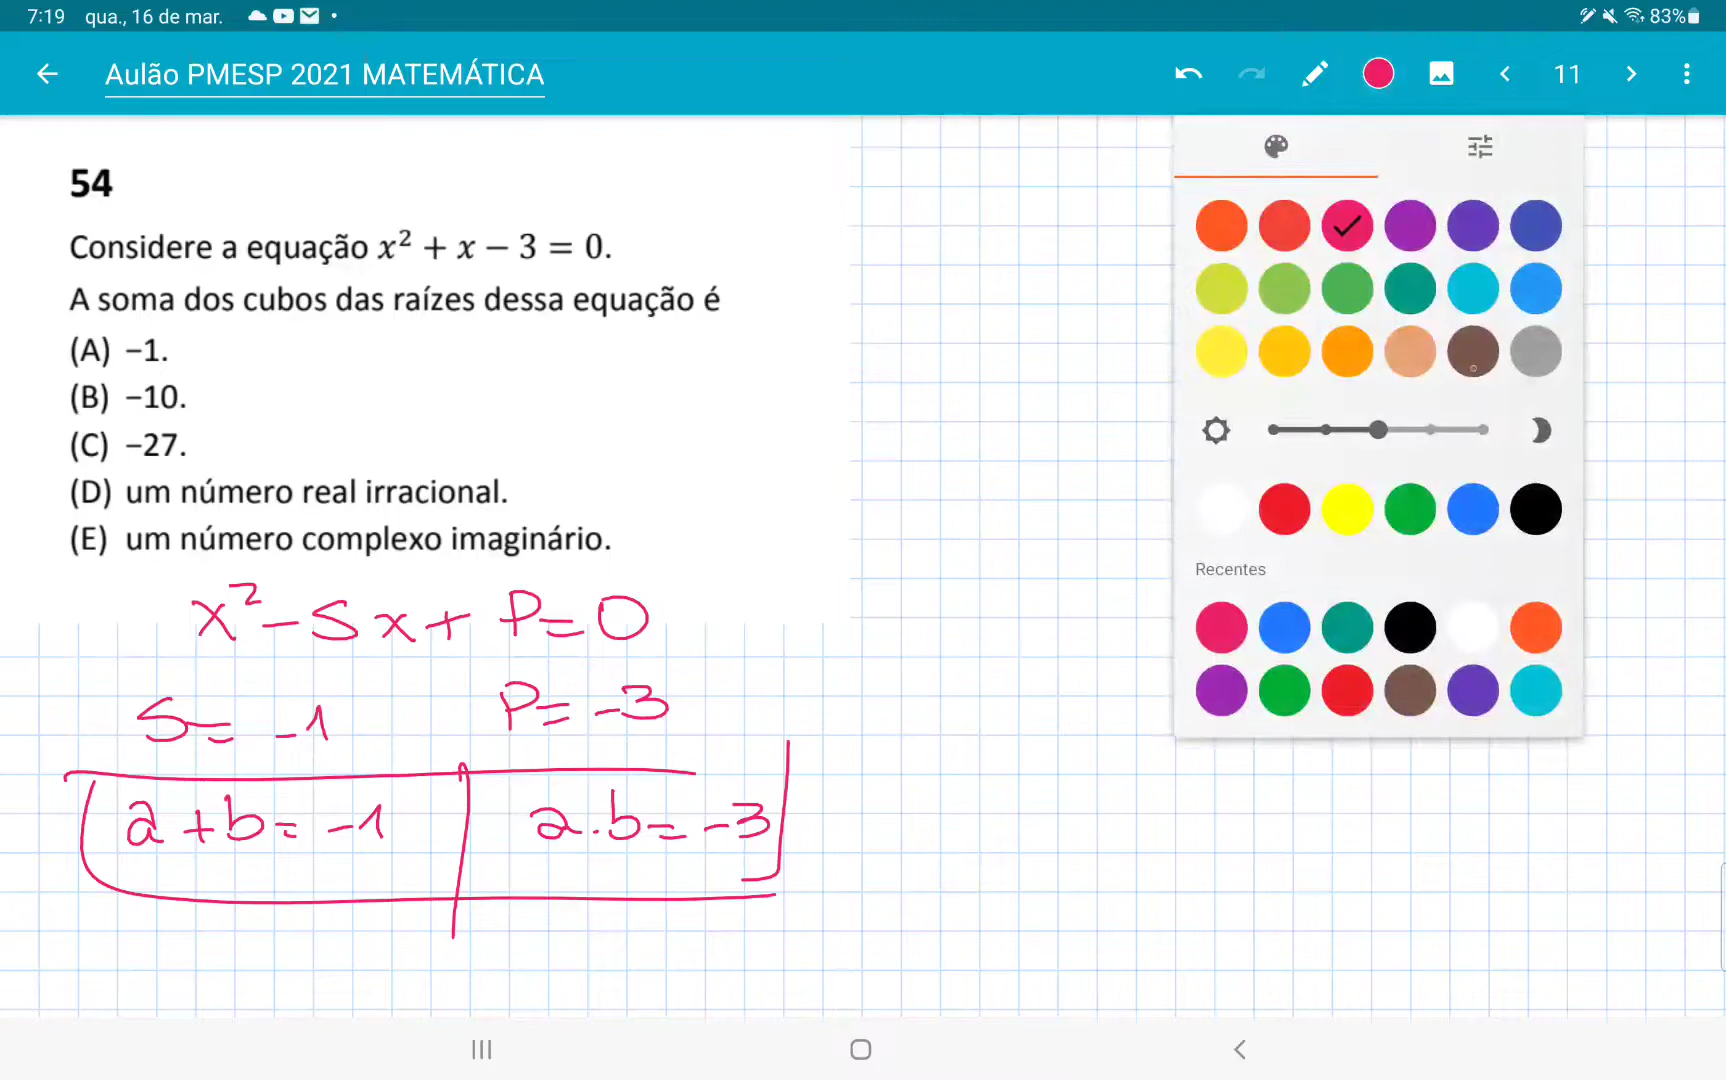 7:19 qua., 16 de mar. 83%
Aulão PMESP 2021 MATEMÁTICA 11
54
Considere a equação x² + x − 3 = 0.
A soma dos cubos das raízes dessa equação é
(A) −1.
(B) −10.
(C) −27.
(D) um número real irracional.
(E) um número complexo imaginário.
x² − Sx + P = 0
S = −1 P = −3
a + b = −1 a . b = −3
Recentes